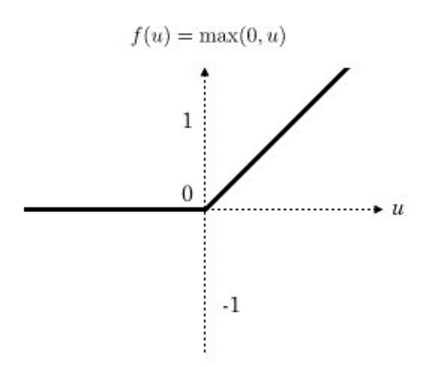 f(u) = max(0, u)
1
0
u
-1